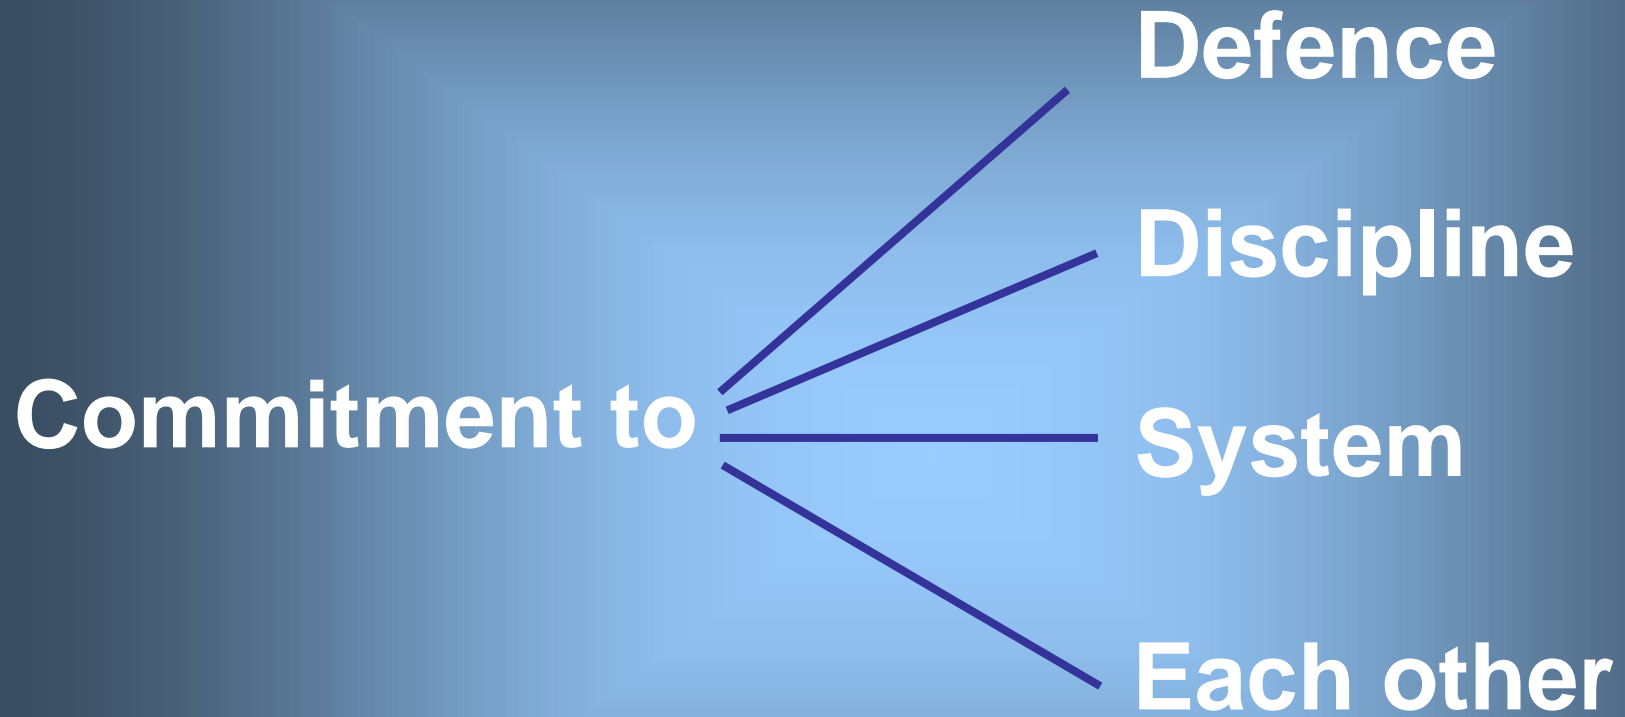 Commitment to
Defence
Discipline
System
Each other